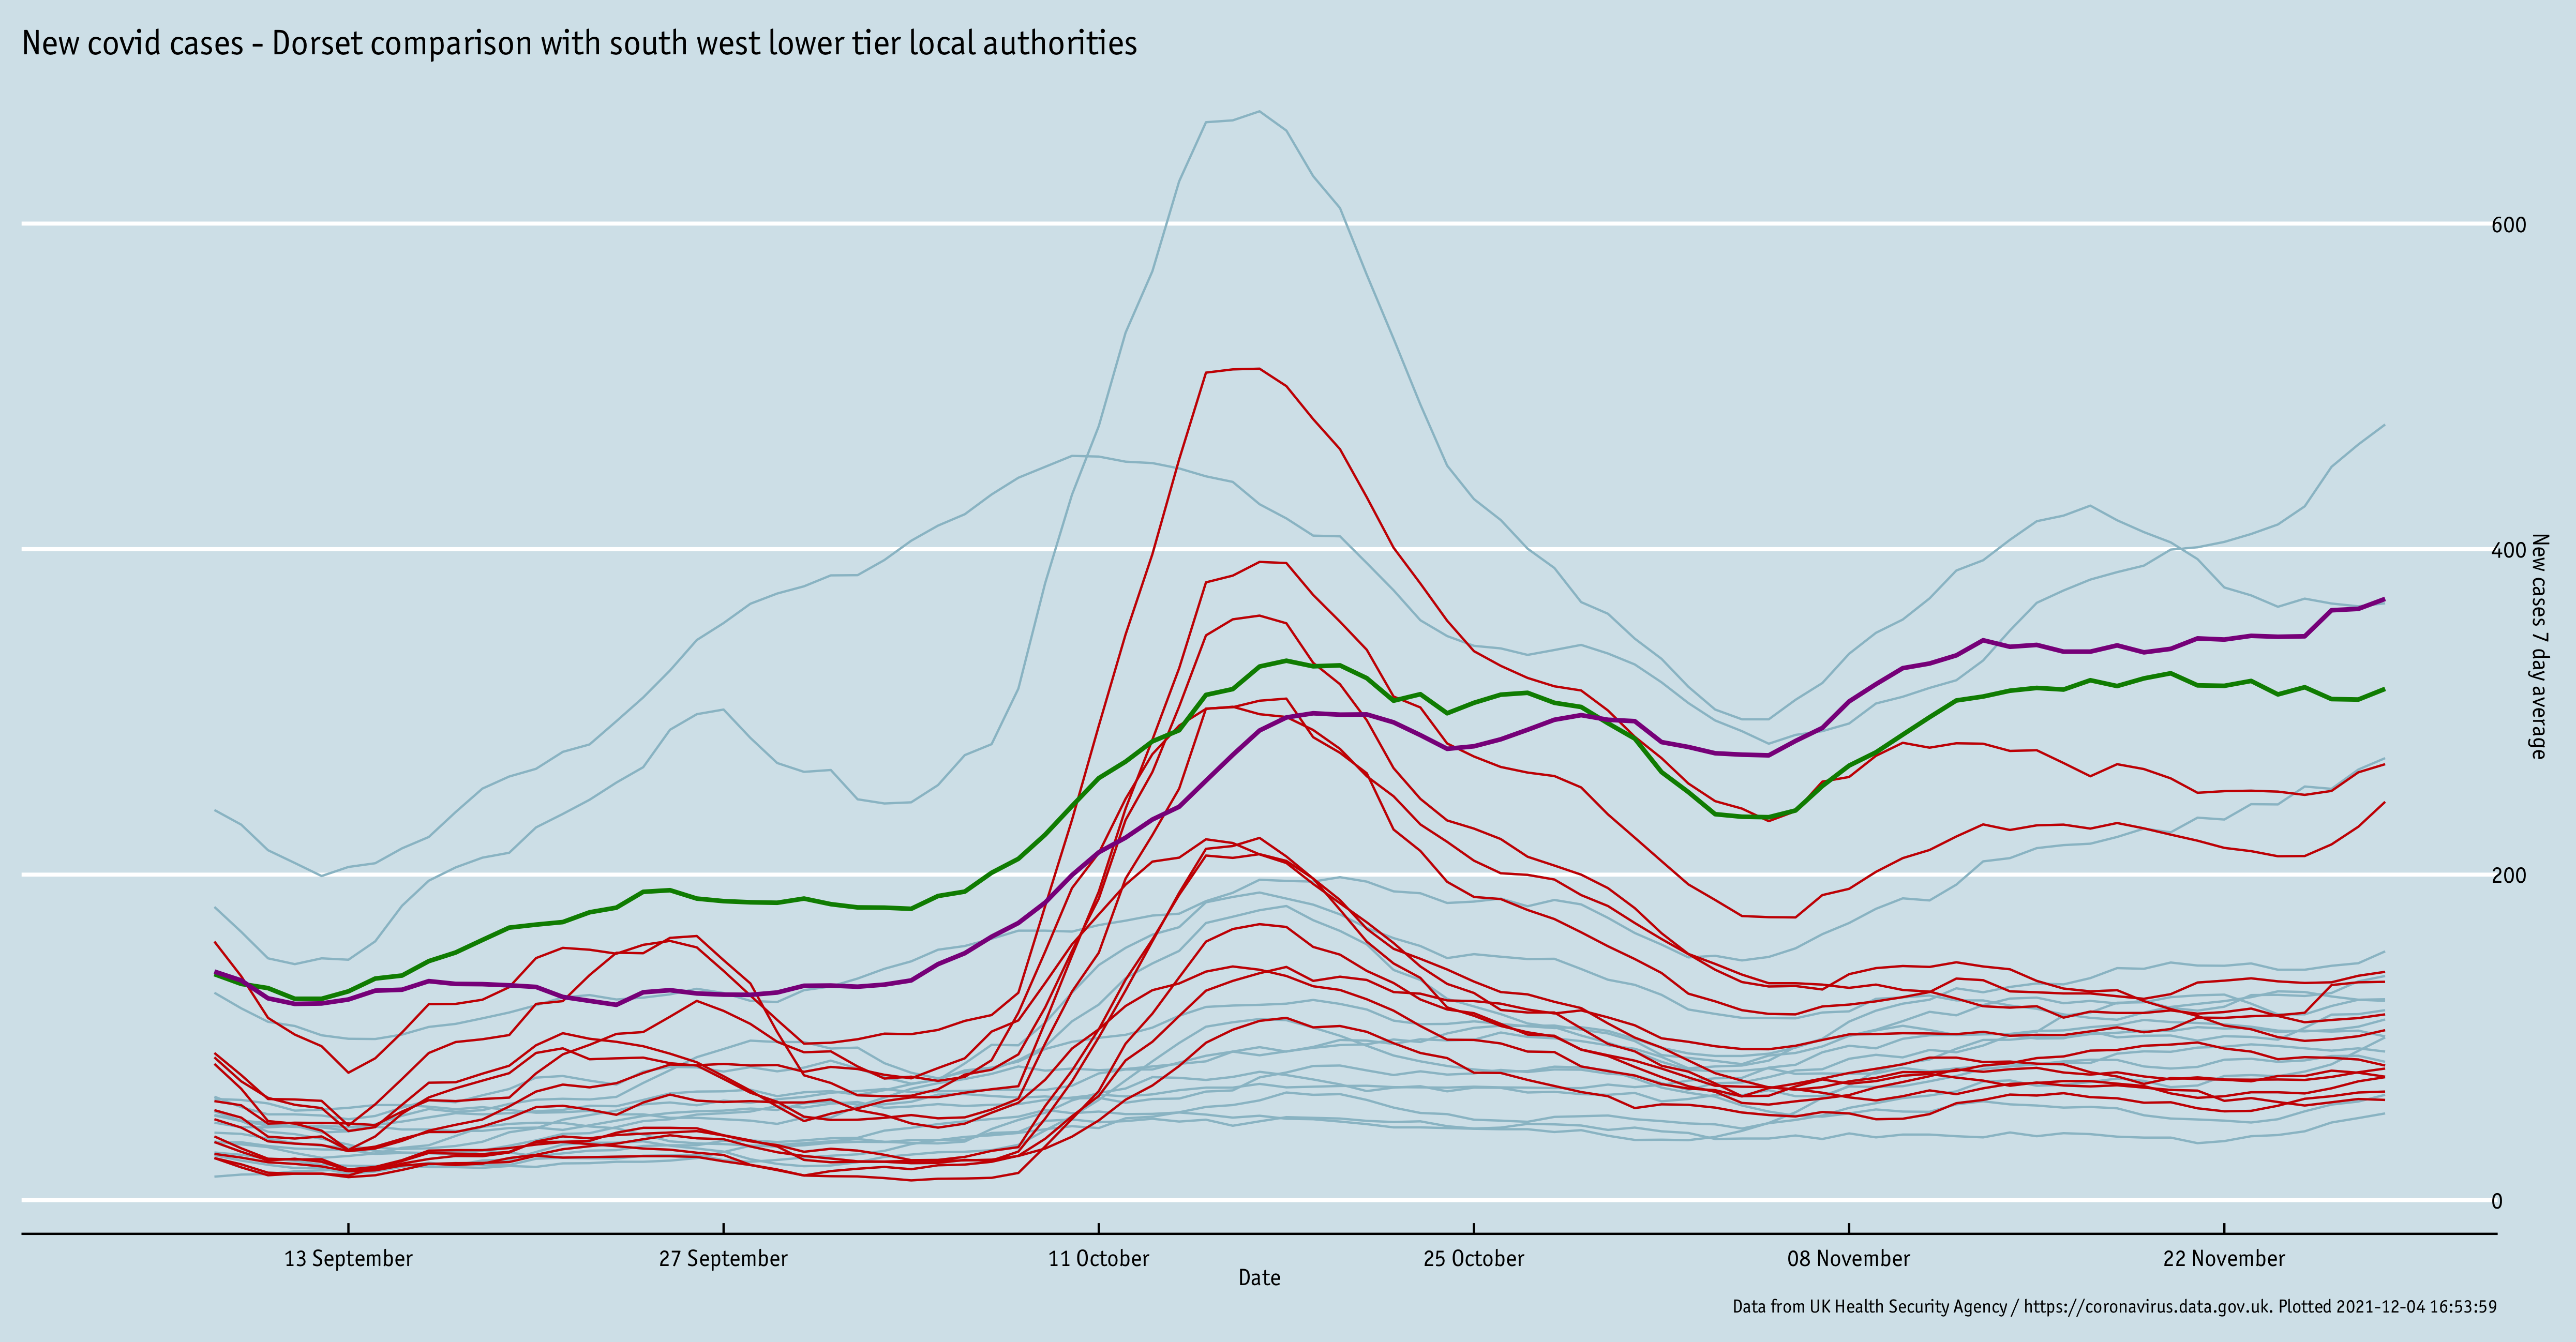 New covid cases - Dorset comparison with south west lower tier local authorities
600
400
200
0
New cases 7 day average
13 September
27 September
11 October
25 October
08 November
22 November
Date
Data from UK Health Security Agency / https://coronavirus.data.gov.uk. Plotted 2021-12-04 16:53:59